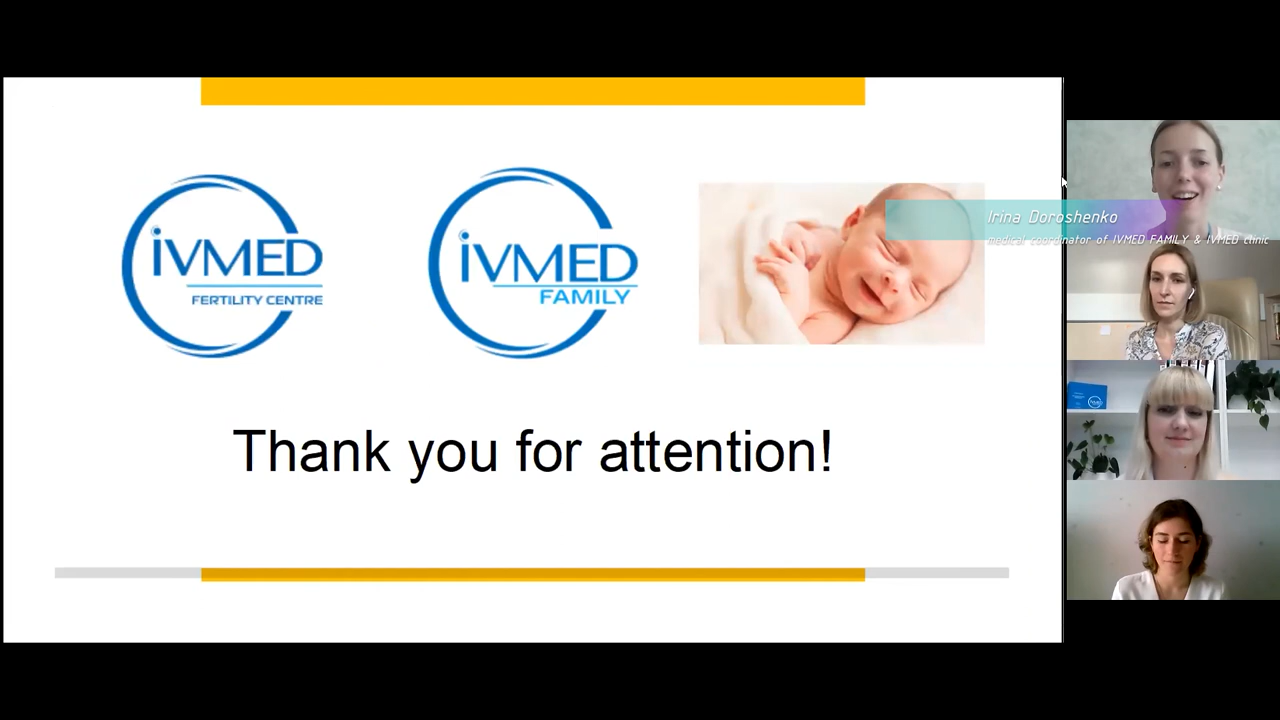 iVMED
FERTILITY CENTRE
iVMED
FAMILY
Irina Doroshenko
medical coordinator of IVMED FAMILY & IVMED clinic
Thank you for attention!